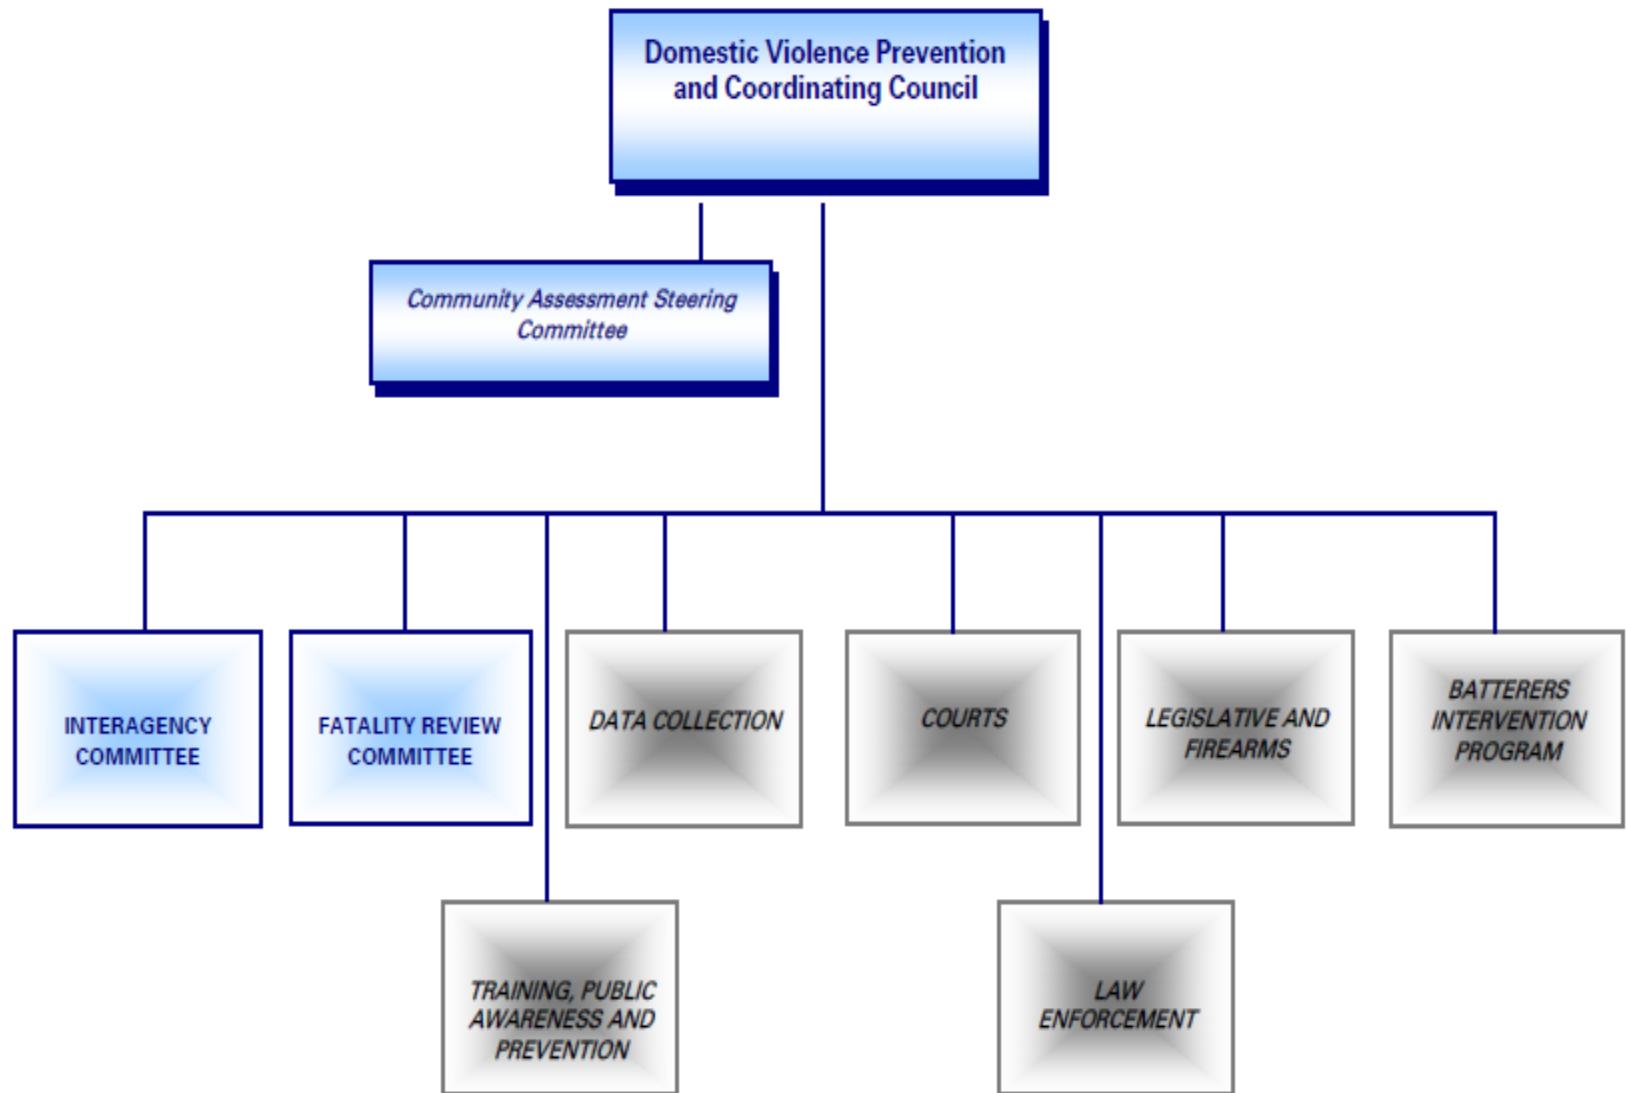 Domestic Violence Prevention
and Coordinating Council
Community Assessment Steering
Committee
INTERAGENCY
COMMITTEE
FATALITY REVIEW
COMMITTEE
DATA COLLECTION
COURTS
LEGISLATIVE AND
FIREARMS
BATTERERS
INTERVENTION
PROGRAM
TRAINING, PUBLIC
AWARENESS AND
PREVENTION
LAW
ENFORCEMENT